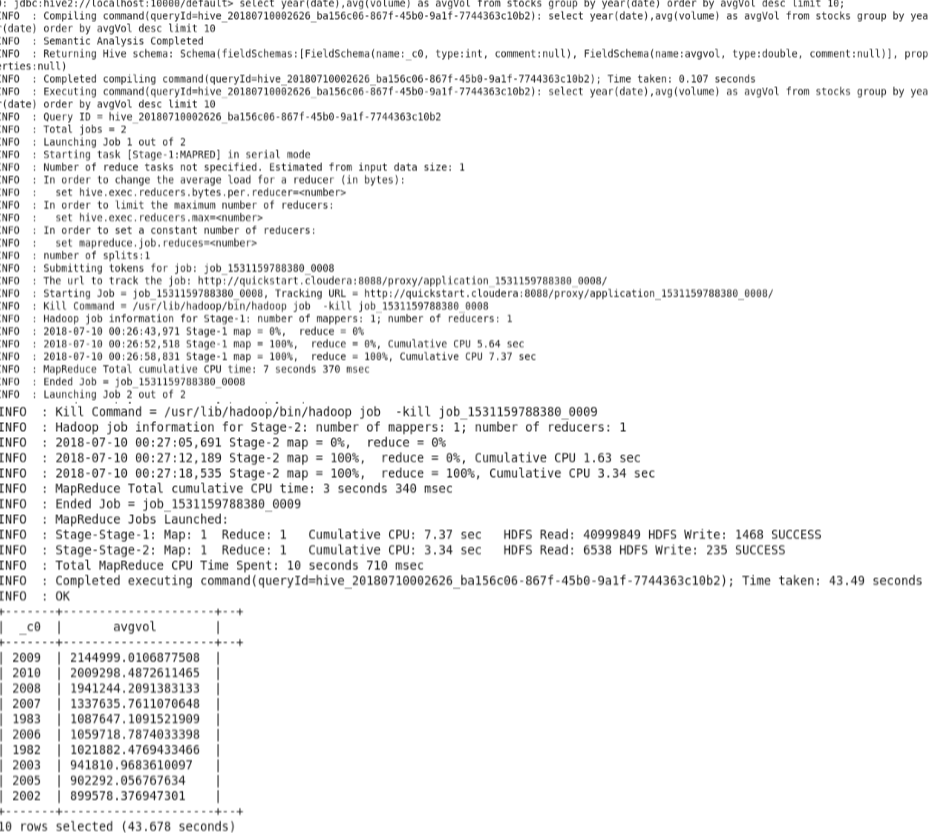 : jdbc:hive2://localhost:10000/default> select year(date),avg(volume) as avgVol from stocks group by year(date) order by avgVol desc limit 10;
INFO  : Compiling command(queryId=hive_20180710002626_ba156c06-867f-45b0-9a1f-7744363c10b2): select year(date),avg(volume) as avgVol from stocks group by yea
r(date) order by avgVol desc limit 10
INFO  : Semantic Analysis Completed
INFO  : Returning Hive schema: Schema(fieldSchemas:[FieldSchema(name:_c0, type:int, comment:null), FieldSchema(name:avgvol, type:double, comment:null)], prop
erties:null)
INFO  : Completed compiling command(queryId=hive_20180710002626_ba156c06-867f-45b0-9a1f-7744363c10b2); Time taken: 0.107 seconds
INFO  : Executing command(queryId=hive_20180710002626_ba156c06-867f-45b0-9a1f-7744363c10b2): select year(date),avg(volume) as avgVol from stocks group by yea
r(date) order by avgVol desc limit 10
INFO  : Query ID = hive_20180710002626_ba156c06-867f-45b0-9a1f-7744363c10b2
INFO  : Total jobs = 2
INFO  : Launching Job 1 out of 2
INFO  : Starting task [Stage-1:MAPRED] in serial mode
INFO  : Number of reduce tasks not specified. Estimated from input data size: 1
INFO  : In order to change the average load for a reducer (in bytes):
INFO  :   set hive.exec.reducers.bytes.per.reducer=<number>
INFO  : In order to limit the maximum number of reducers:
INFO  :   set hive.exec.reducers.max=<number>
INFO  : In order to set a constant number of reducers:
INFO  :   set mapreduce.job.reduces=<number>
INFO  : number of splits:1
INFO  : Submitting tokens for job: job_1531159788380_0008
INFO  : The url to track the job: http://quickstart.cloudera:8088/proxy/application_1531159788380_0008/
INFO  : Starting Job = job_1531159788380_0008, Tracking URL = http://quickstart.cloudera:8088/proxy/application_1531159788380_0008/
INFO  : Kill Command = /usr/lib/hadoop/bin/hadoop job  -kill job_1531159788380_0008
INFO  : Hadoop job information for Stage-1: number of mappers: 1; number of reducers: 1
INFO  : 2018-07-10 00:26:43,971 Stage-1 map = 0%,  reduce = 0%
INFO  : 2018-07-10 00:26:52,518 Stage-1 map = 100%,  reduce = 0%, Cumulative CPU 5.64 sec
INFO  : 2018-07-10 00:26:58,831 Stage-1 map = 100%,  reduce = 100%, Cumulative CPU 7.37 sec
INFO  : MapReduce Total cumulative CPU time: 7 seconds 370 msec
INFO  : Ended Job = job_1531159788380_0008
INFO  : Launching Job 2 out of 2
INFO  : Kill Command = /usr/lib/hadoop/bin/hadoop job  -kill job_1531159788380_0009
INFO  : Hadoop job information for Stage-2: number of mappers: 1; number of reducers: 1
INFO  : 2018-07-10 00:27:05,691 Stage-2 map = 0%,  reduce = 0%
INFO  : 2018-07-10 00:27:12,189 Stage-2 map = 100%,  reduce = 0%, Cumulative CPU 1.63 sec
INFO  : 2018-07-10 00:27:18,535 Stage-2 map = 100%,  reduce = 100%, Cumulative CPU 3.34 sec
INFO  : MapReduce Total cumulative CPU time: 3 seconds 340 msec
INFO  : Ended Job = job_1531159788380_0009
INFO  : MapReduce Jobs Launched:
INFO  : Stage-Stage-1: Map: 1  Reduce: 1   Cumulative CPU: 7.37 sec   HDFS Read: 40999849 HDFS Write: 1468 SUCCESS
INFO  : Stage-Stage-2: Map: 1  Reduce: 1   Cumulative CPU: 3.34 sec   HDFS Read: 6538 HDFS Write: 235 SUCCESS
INFO  : Total MapReduce CPU Time Spent: 10 seconds 710 msec
INFO  : Completed executing command(queryId=hive_20180710002626_ba156c06-867f-45b0-9a1f-7744363c10b2); Time taken: 43.49 seconds
INFO  : OK
+-------+---------------------+--+
|  _c0  |       avgvol        |
+-------+---------------------+--+
| 2009  | 2144999.0106877508  |
| 2010  | 2009298.4872611465  |
| 2008  | 1941244.2091383133  |
| 2007  | 1337635.7611070648  |
| 1983  | 1087647.1091521909  |
| 2006  | 1059718.7874033398  |
| 1982  | 1021882.4769433466  |
| 2003  | 941810.9683610097   |
| 2005  | 902292.056767634    |
| 2002  | 899578.376947301    |
+-------+---------------------+--+
10 rows selected (43.678 seconds)